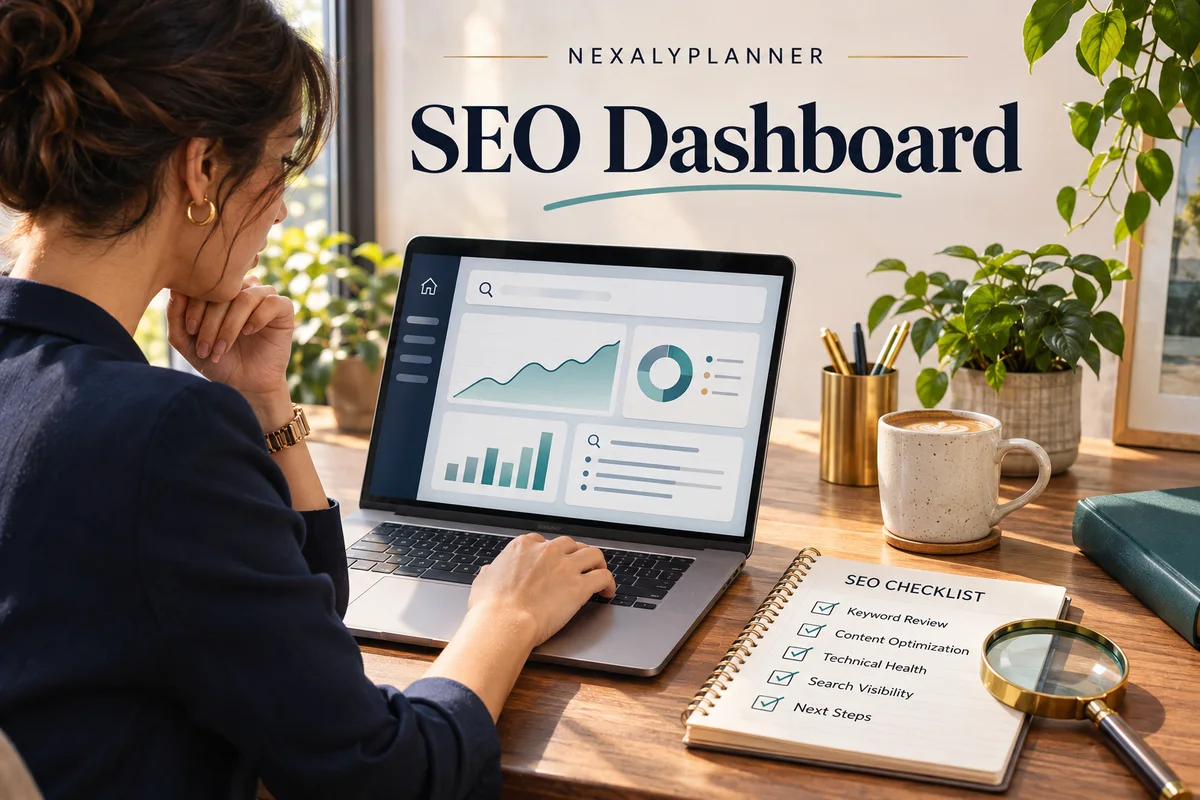 NEXALYPLANNER
SEO Dashboard
SEO CHECKLIST
Keyword Review
Content Optimization
Technical Health
Search Visibility
Next Steps